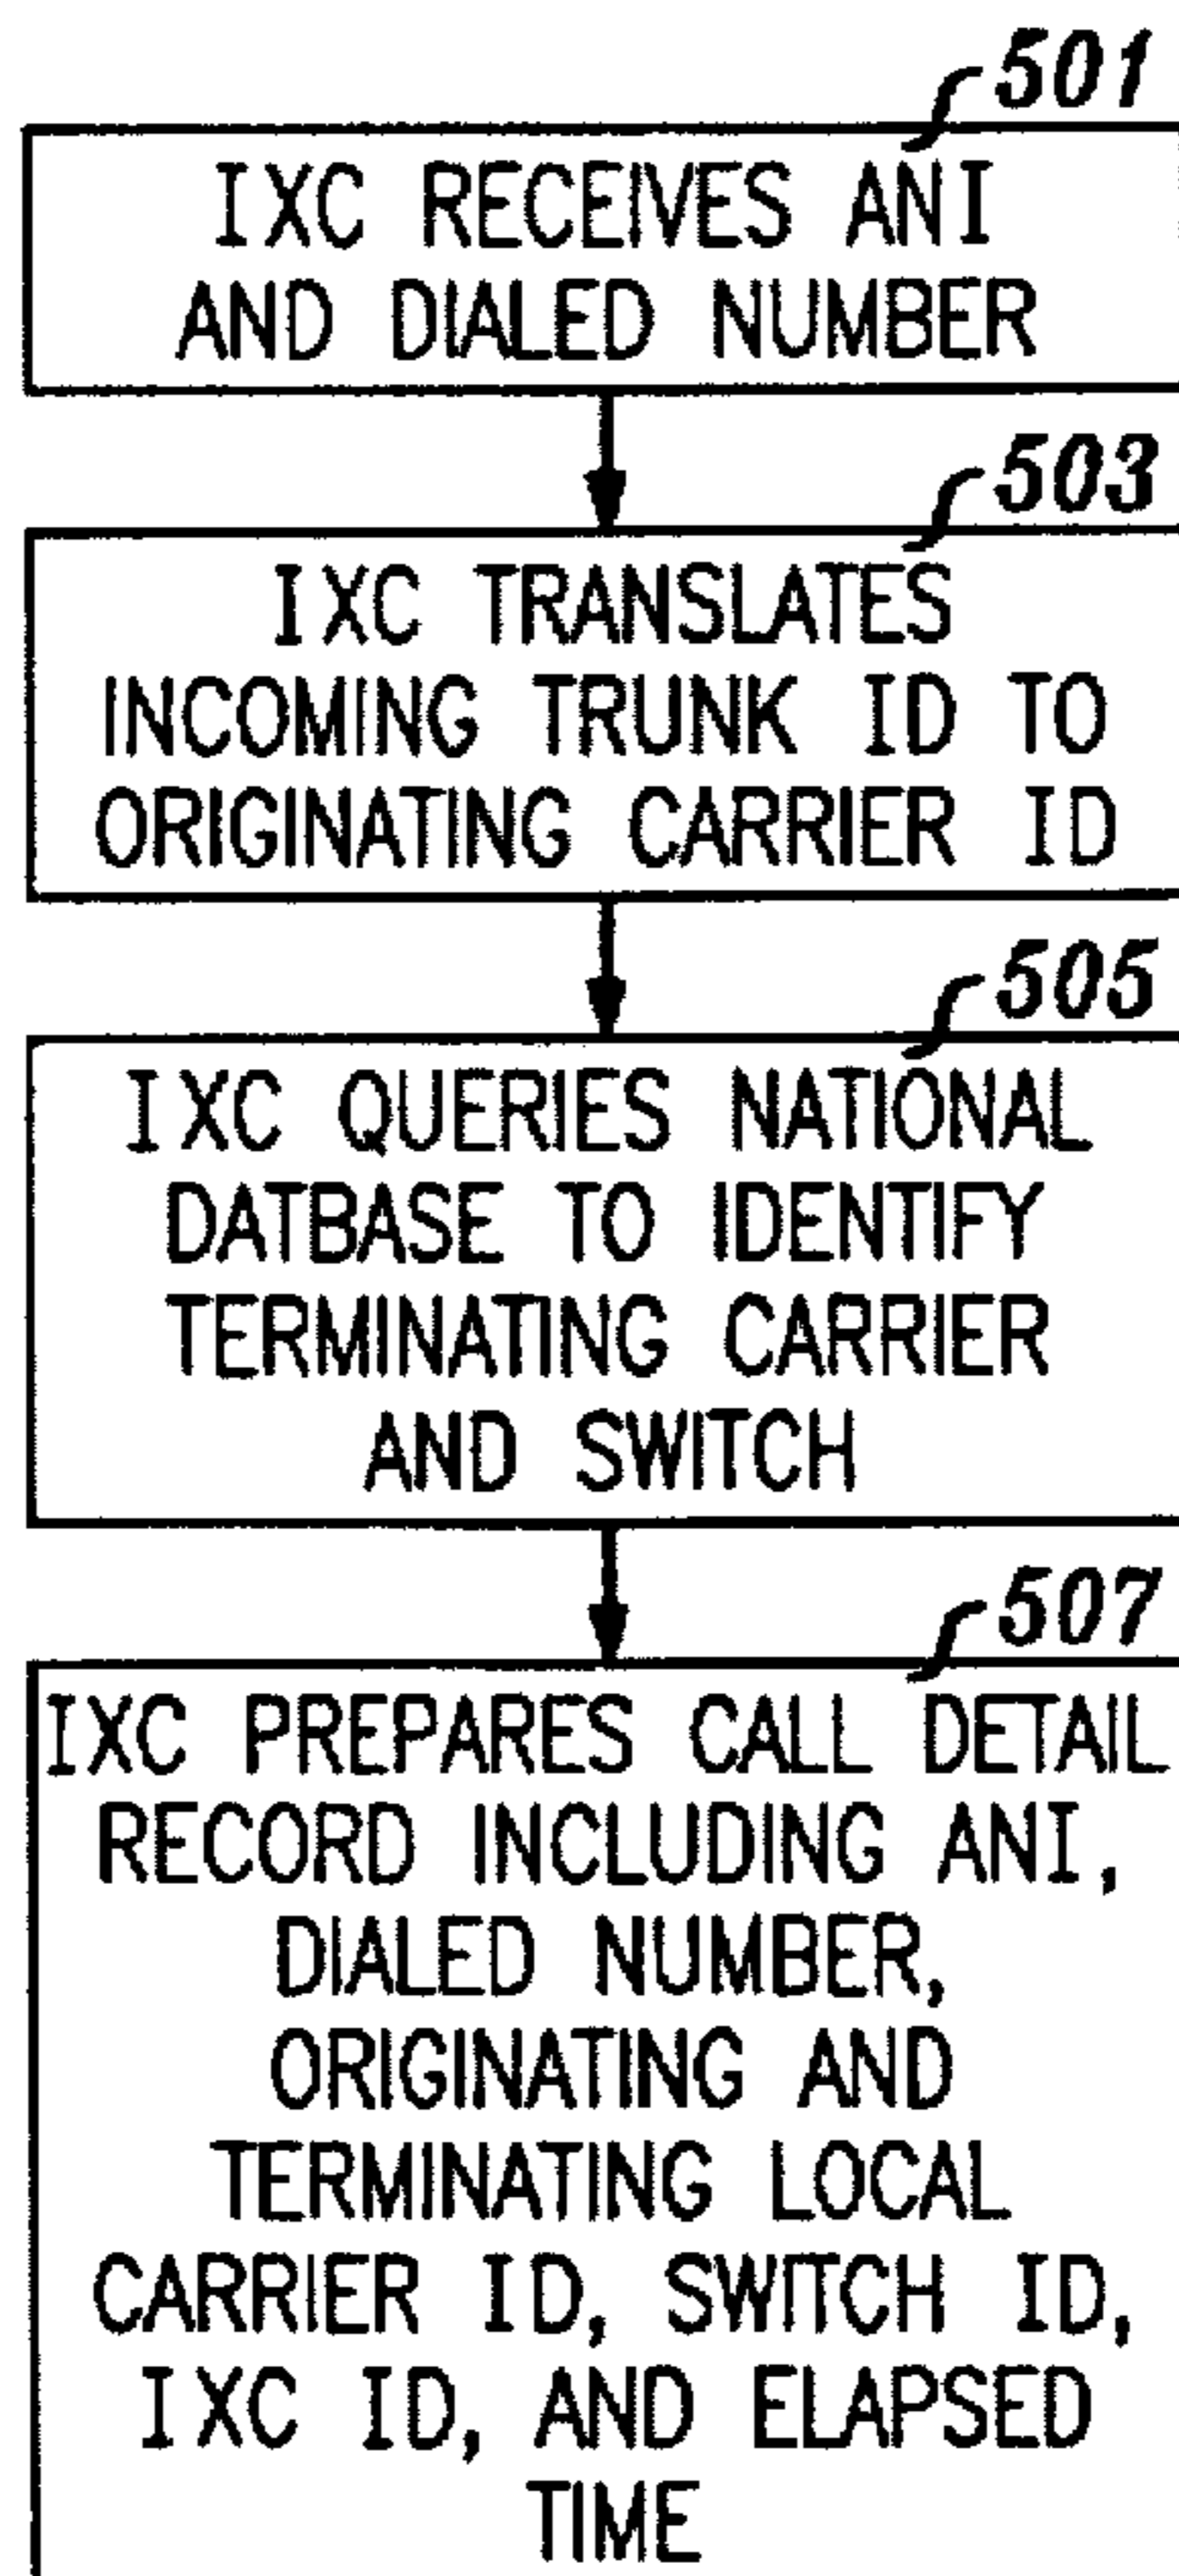 501
IXC RECEIVES ANI
AND DIALED NUMBER
503
IXC TRANSLATES
INCOMING TRUNK ID TO
ORIGINATING CARRIER ID
505
IXC QUERIES NATIONAL
DATBASE TO IDENTIFY
TERMINATING CARRIER
AND SWITCH
507
IXC PREPARES CALL DETAIL
RECORD INCLUDING ANI,
DIALED NUMBER,
ORIGINATING AND
TERMINATING LOCAL
CARRIER ID, SWITCH ID,
IXC ID, AND ELAPSED
TIME